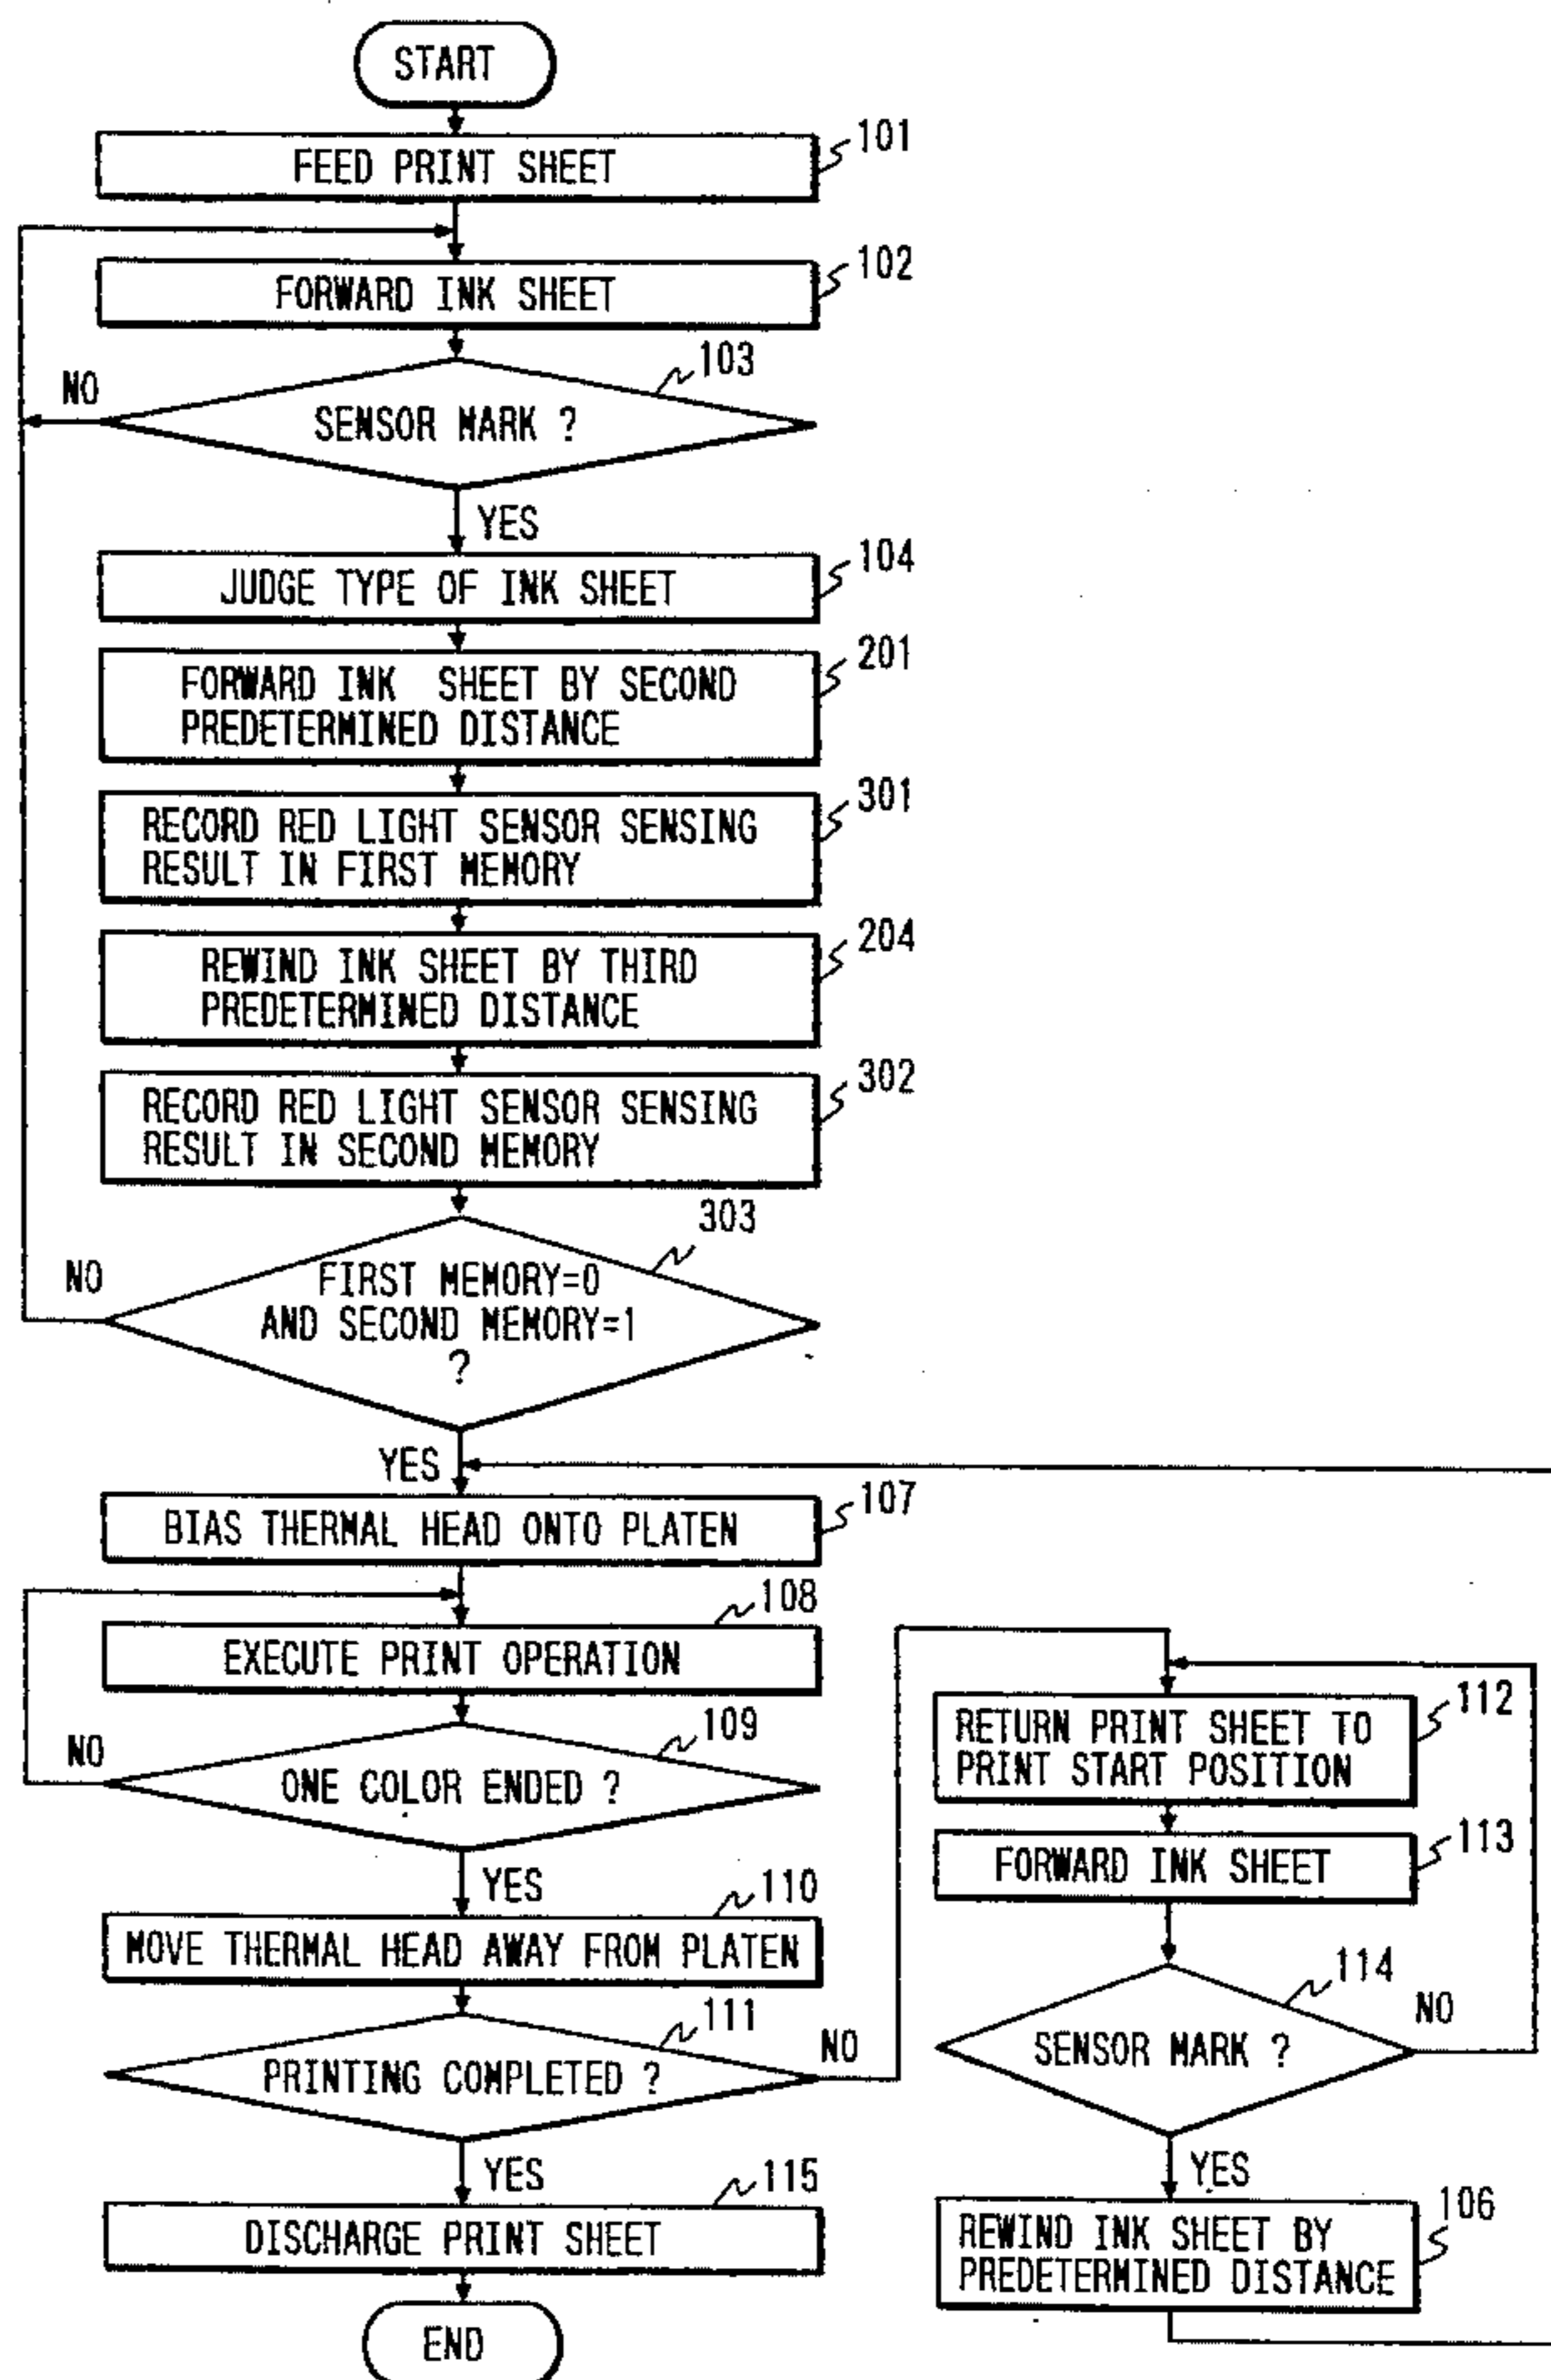 START
FEED PRINT SHEET
101
FORWARD INK SHEET
102
103
NO
SENSOR MARK ?
YES
JUDGE TYPE OF INK SHEET
104
FORWARD INK SHEET BY SECOND
PREDETERMINED DISTANCE
201
RECORD RED LIGHT SENSOR SENSING
RESULT IN FIRST MEMORY
301
REWIND INK SHEET BY THIRD
PREDETERMINED DISTANCE
204
RECORD RED LIGHT SENSOR SENSING
RESULT IN SECOND MEMORY
302
303
NO
FIRST MEMORY=0
AND SECOND MEMORY=1
?
YES
BIAS THERMAL HEAD ONTO PLATEN
107
108
EXECUTE PRINT OPERATION
109
NO
ONE COLOR ENDED ?
YES
110
MOVE THERMAL HEAD AWAY FROM PLATEN
111
NO
PRINTING COMPLETED ?
YES
115
DISCHARGE PRINT SHEET
END
RETURN PRINT SHEET TO
PRINT START POSITION
112
FORWARD INK SHEET
113
114
NO
SENSOR MARK ?
YES
106
REWIND INK SHEET BY
PREDETERMINED DISTANCE